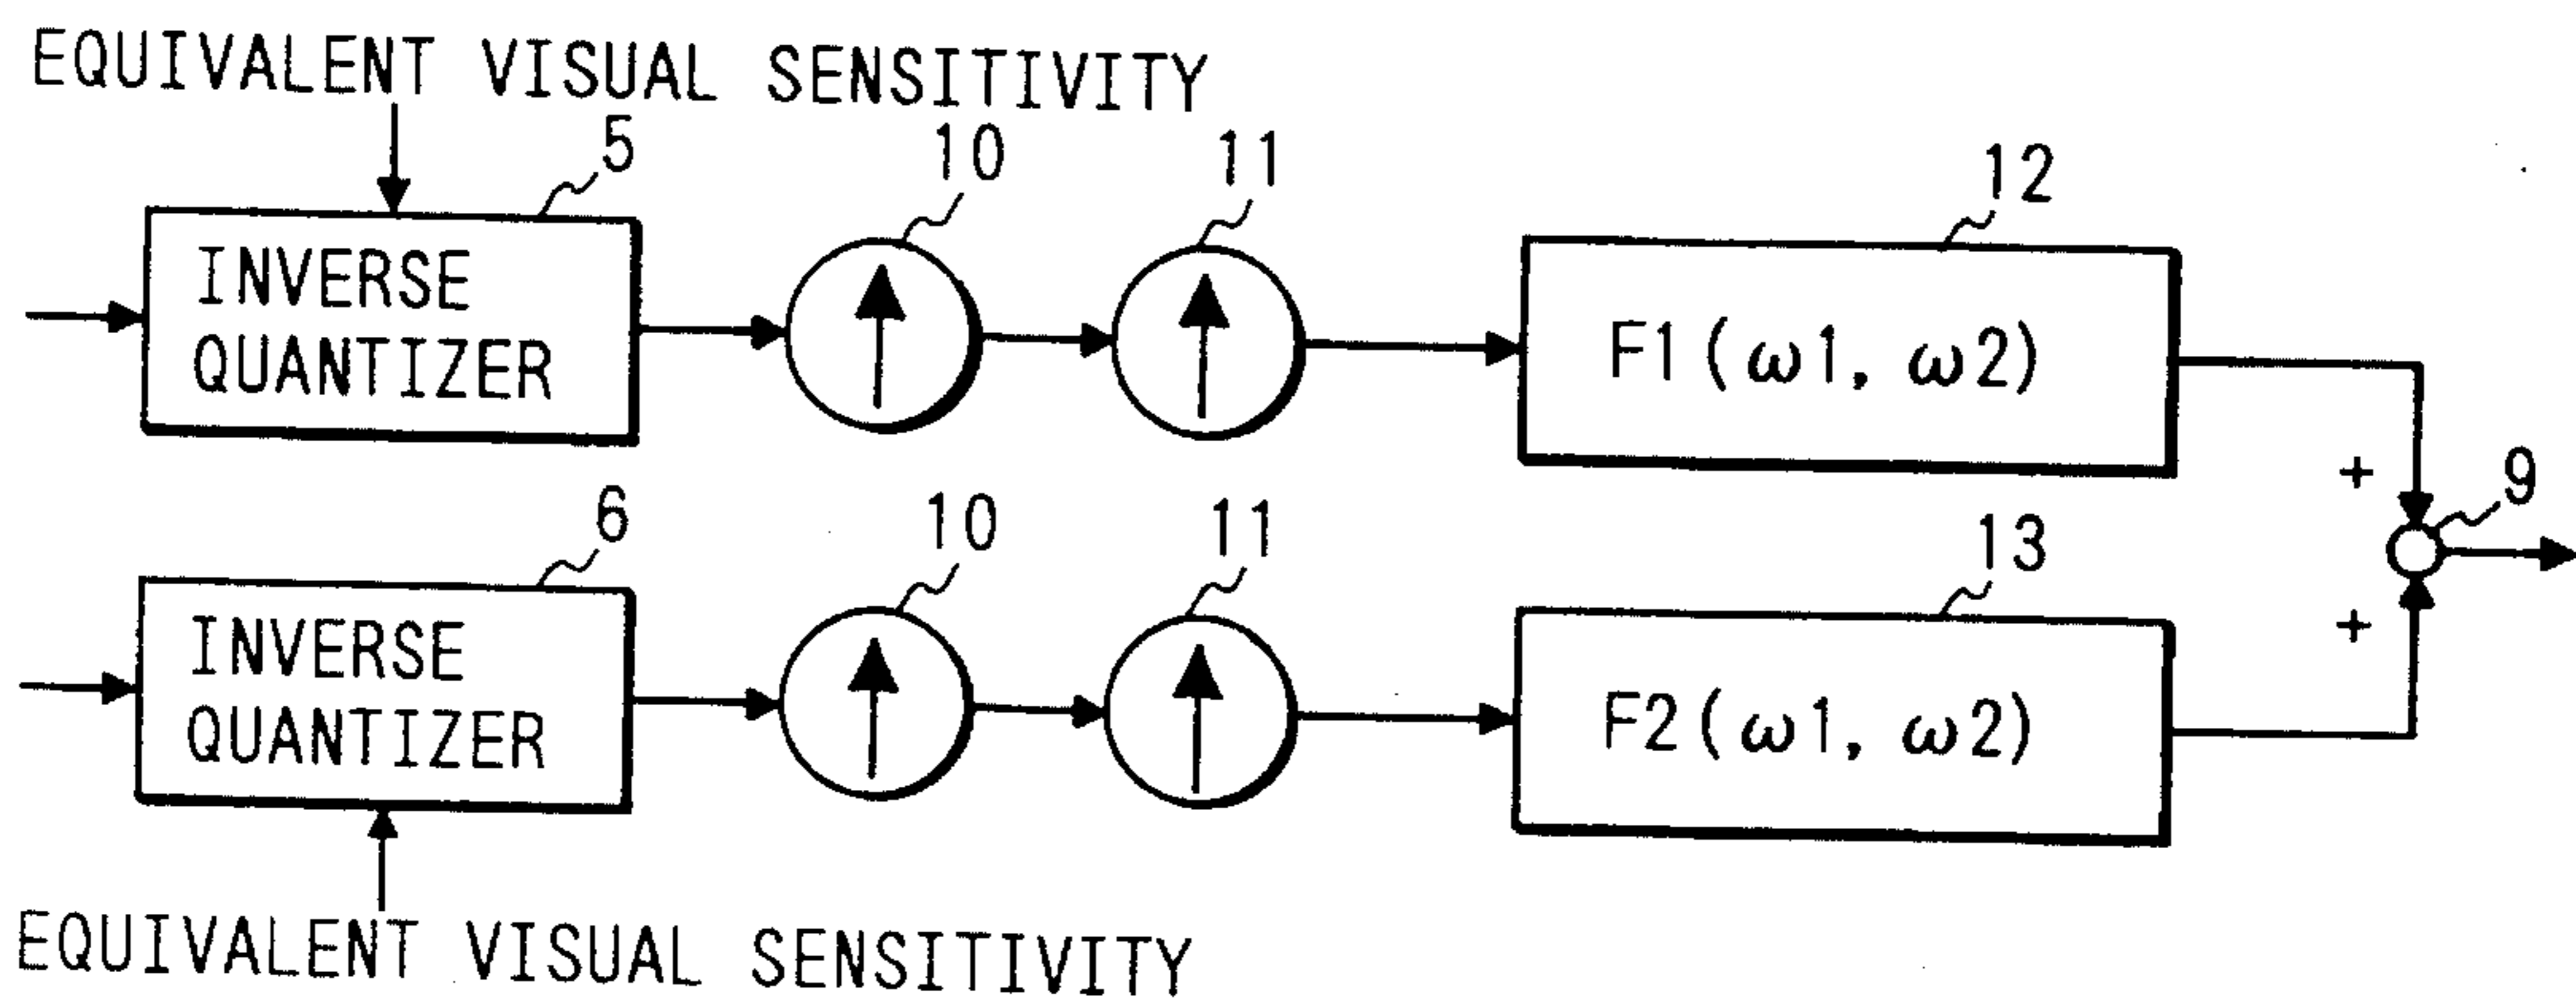 EQUIVALENT VISUAL SENSITIVITY
5
10
11
12
INVERSE
QUANTIZER
F1(ω1, ω2)
+
9
6
10
11
13
+
INVERSE
QUANTIZER
F2(ω1, ω2)
EQUIVALENT VISUAL SENSITIVITY